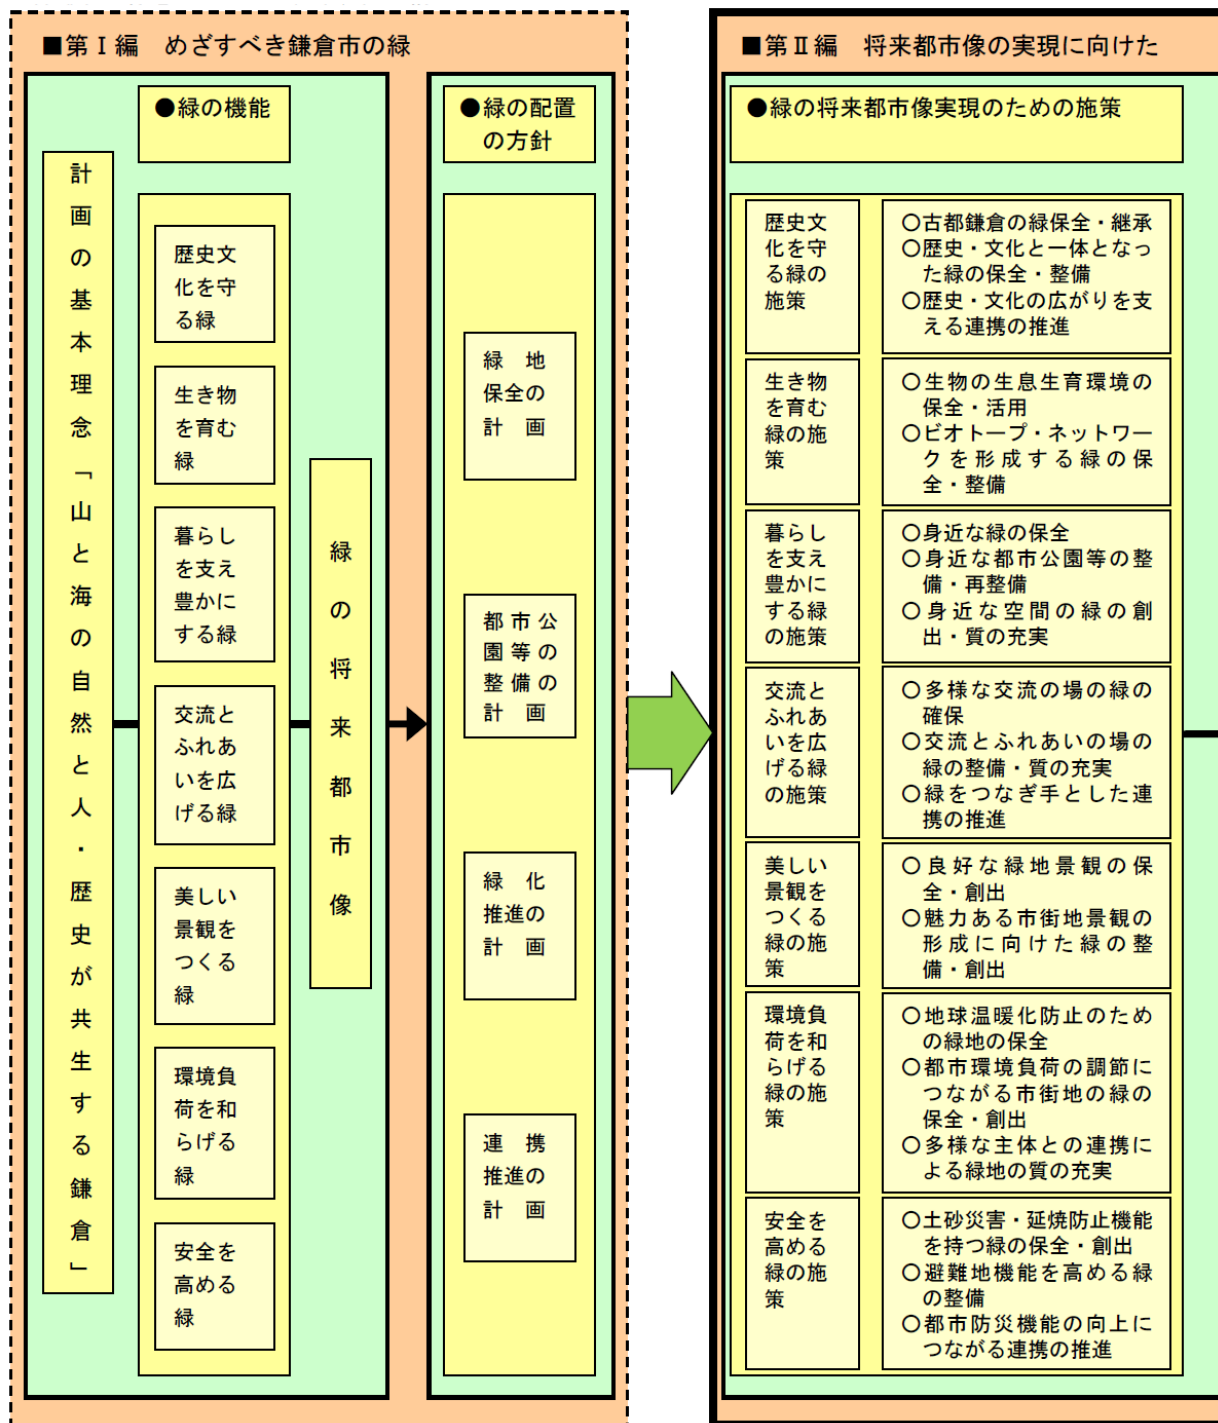 ■第Ⅰ編　めざすべき鎌倉市の緑
計画の基本理念「山と海の自然と人・歴史が共生する鎌倉」
●緑の機能
歴史文
化を守
る緑
生き物
を育む
緑
暮らし
を支え
豊かに
する緑
交流と
ふれあ
いを広
げる緑
美しい
景観を
つくる
緑
環境負
荷を和
らげる
緑
安全を
高める
緑
緑の将来都市像
●緑の配置
の方針
緑　地
保全の
計　画
都市公
園等の
整備の
計　画
緑　化
推進の
計　画
連　携
推進の
計　画
■第Ⅱ編　将来都市像の実現に向けた
●緑の将来都市像実現のための施策
歴史文
化を守
る緑の
施策
○古都鎌倉の緑保全・継承
○歴史・文化と一体となっ
た緑の保全・整備
○歴史・文化の広がりを支
える連携の推進
生き物
を育む
緑の施
策
○生物の生息生育環境の
保全・活用
○ビオトープ・ネットワー
クを形成する緑の保
全・整備
暮らし
を支え
豊かに
する緑
の施策
○身近な緑の保全
○身近な都市公園等の整
備・再整備
○身近な空間の緑の創
出・質の充実
交流と
ふれあ
いを広
げる緑
の施策
○多様な交流の場の緑の
確保
○交流とふれあいの場の
緑の整備・質の充実
○緑をつなぎ手とした連
携の推進
美しい
景観を
つくる
緑の施
策
○良好な緑地景観の保
全・創出
○魅力ある市街地景観の
形成に向けた緑の整
備・創出
環境負
荷を和
らげる
緑の施
策
○地球温暖化防止のため
の緑地の保全
○都市環境負荷の調節に
つながる市街地の緑の
保全・創出
○多様な主体との連携に
よる緑地の質の充実
安全を
高める
緑の施
策
○土砂災害・延焼防止機能
を持つ緑の保全・創出
○避難地機能を高める緑
の整備
○都市防災機能の向上に
つながる連携の推進